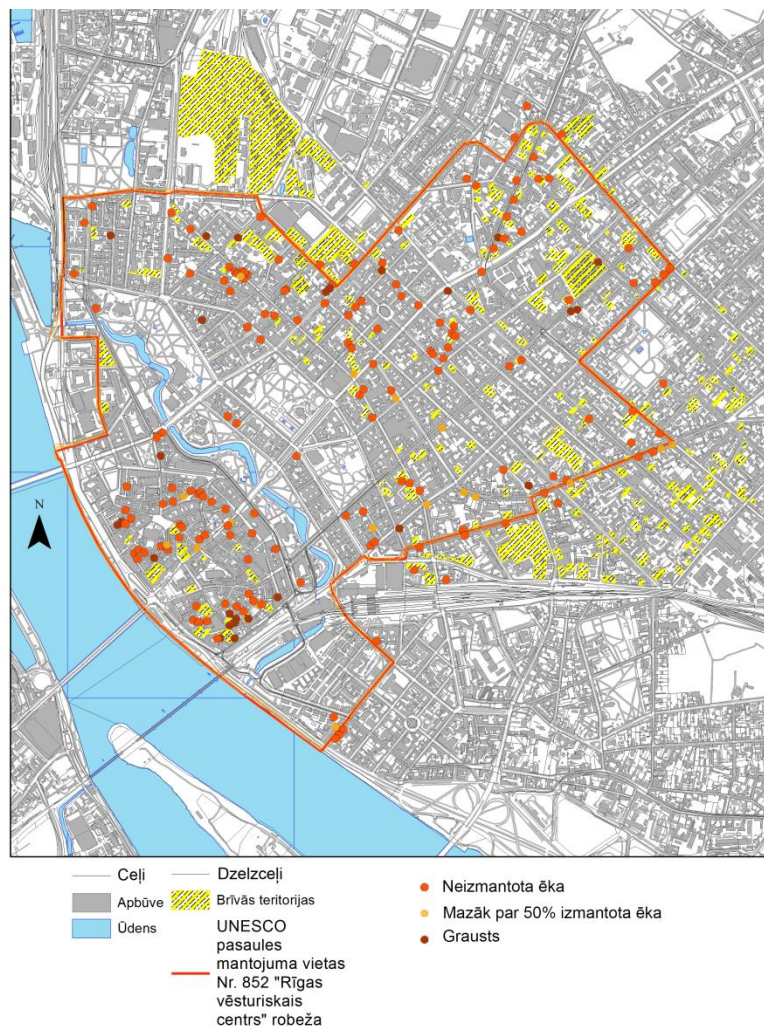 N
Ceļi
Apbūve
Ūdens
Dzelzceļi
Brīvās teritorijas
UNESCO
pasaules
mantojuma vietas
Nr. 852 "Rīgas
vēsturiskais
centrs" robeža
Neizmantota ēka
Mazāk par 50% izmantota ēka
Grausts